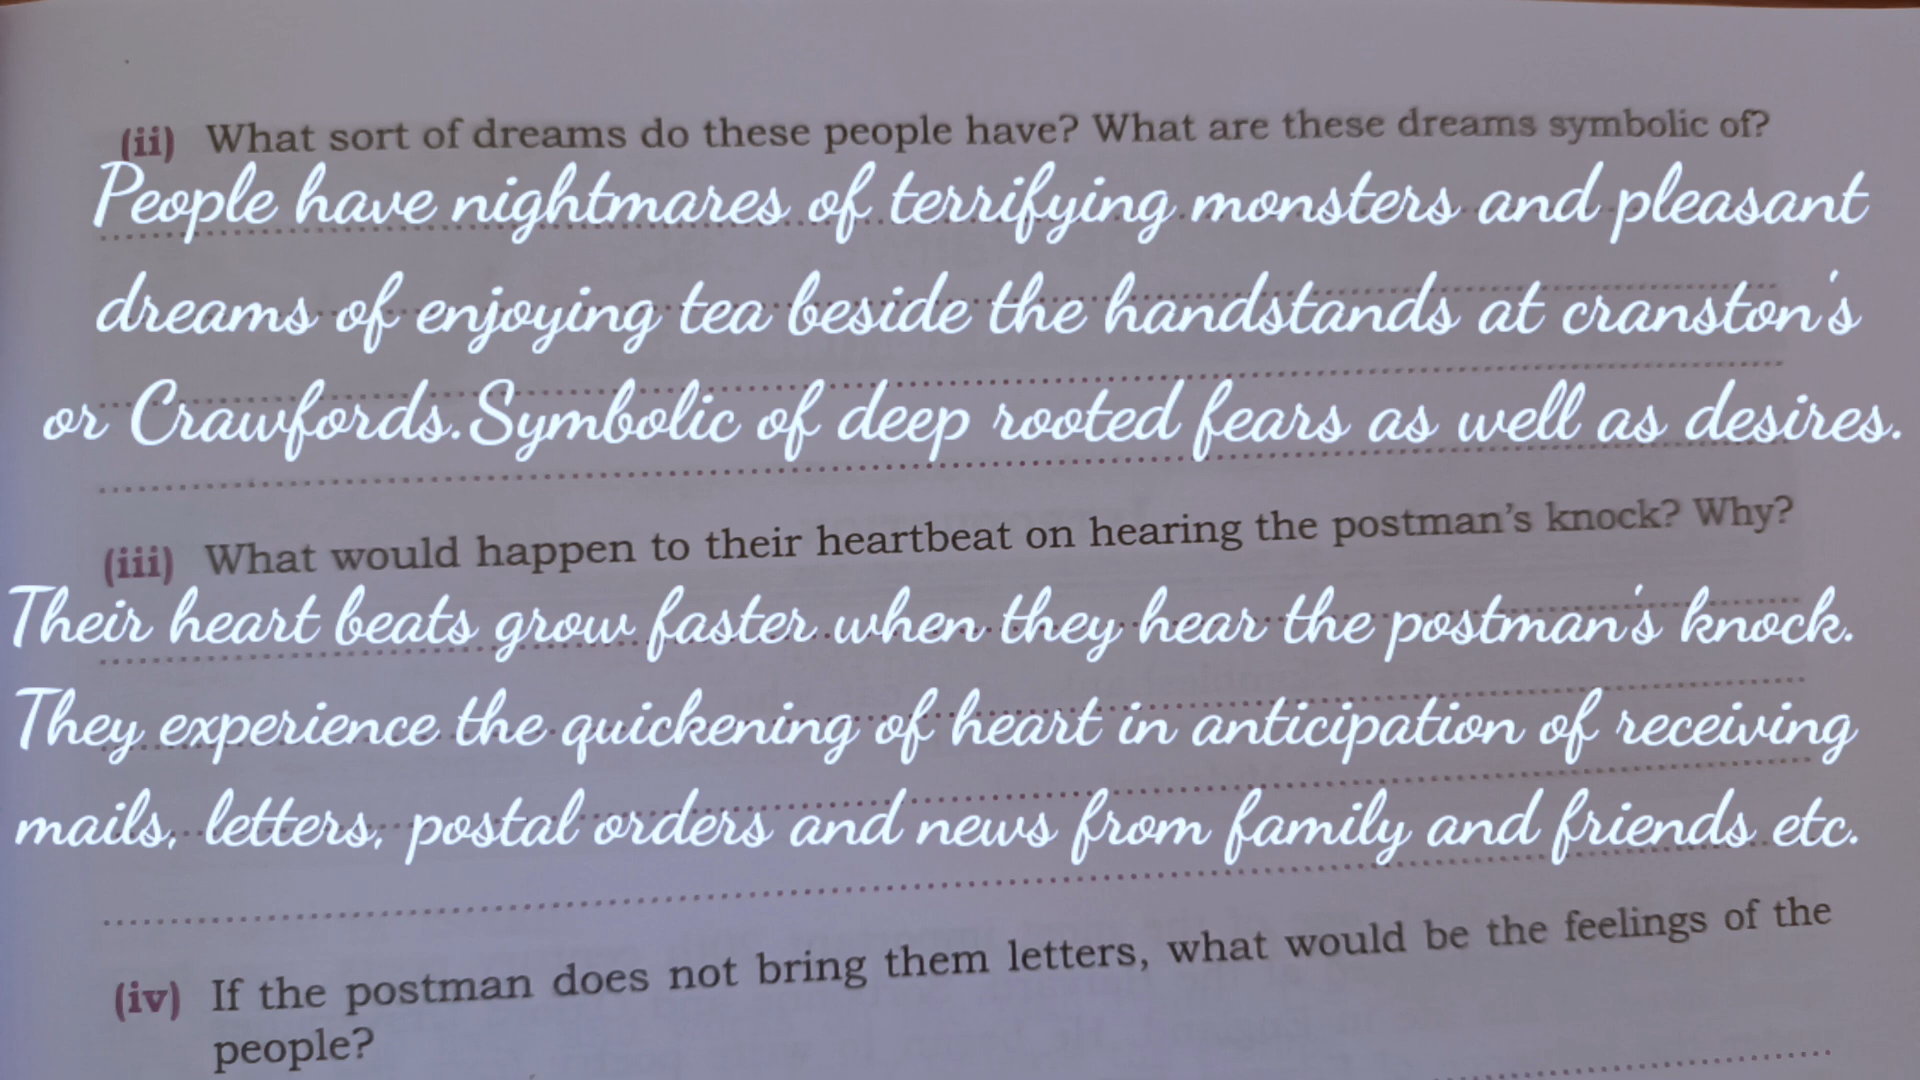 (ii) What sort of dreams do these people have? What are these dreams symbolic of?
People have nightmares of terrifying monsters and pleasant
dreams of enjoying tea beside the handstands at cranston's
or Crawfords.Symbolic of deep rooted fears as well as desires.
(iii) What would happen to their heartbeat on hearing the postman's knock? Why?
Their heart beats grow faster when they hear the postman's knock.
They experience the quickening of heart in anticipation of receiving
mails, letters, postal orders and news from family and friends etc.
(iv) If the postman does not bring them letters, what would be the feelings of the
people?